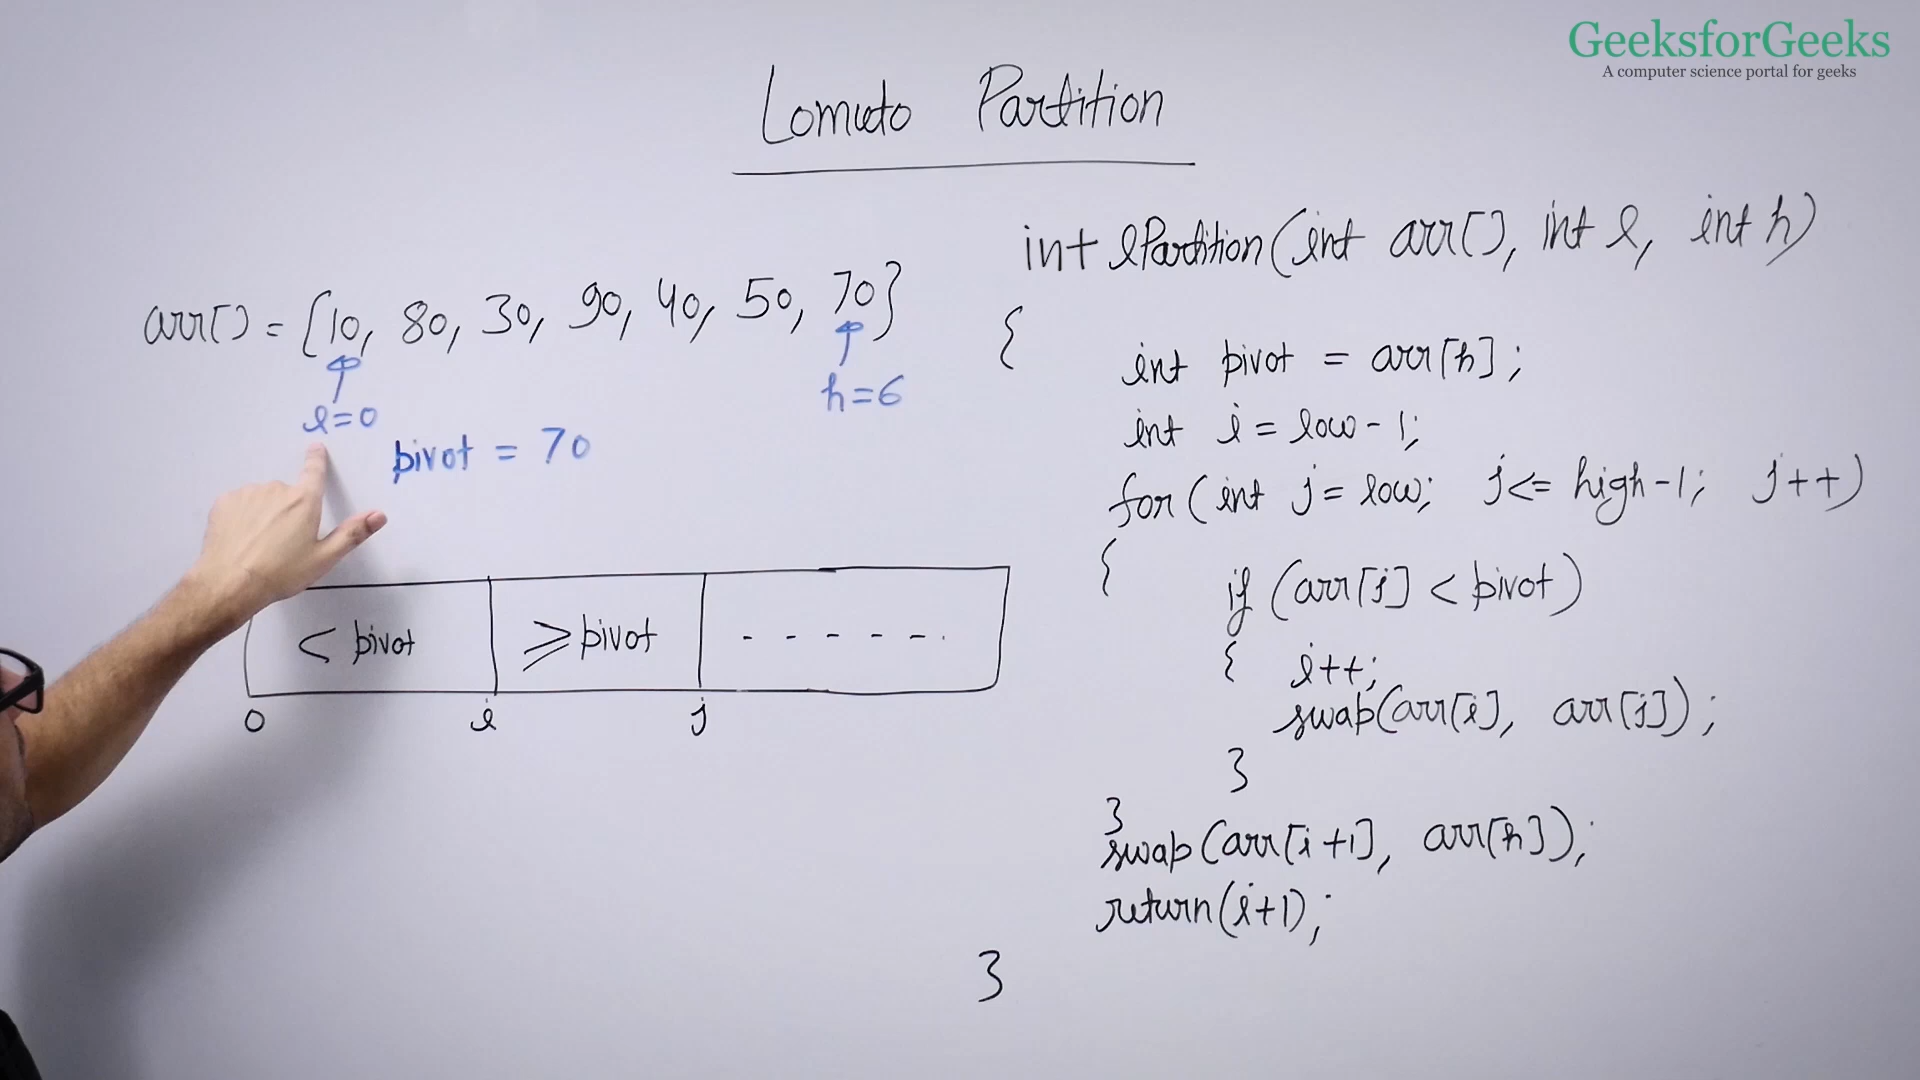 GeeksforGeeks
A computer science portal for geeks
Lomuto Partition
arr[] = {10, 80, 30, 90, 40, 50, 70}
l=0
h=6
pivot = 70
< pivot
≥ pivot
- - - - - -
0 i j
int lPartition(int arr[], int l, int h)
{
int pivot = arr[h];
int i = low - 1;
for (int j = low; j <= high - 1; j++)
{
if (arr[j] < pivot)
{ i++;
swap(arr[i], arr[j]);
}
}
swap(arr[i+1], arr[h]);
return(i+1);
}